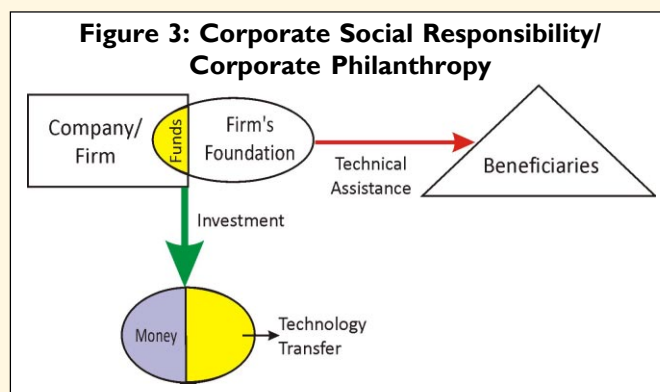 Figure 3: Corporate Social Responsibility/
Corporate Philanthropy
Company/
Firm
Funds
Firm's
Foundation
Technical
Assistance
Beneficiaries
Investment
Money
Technology
Transfer